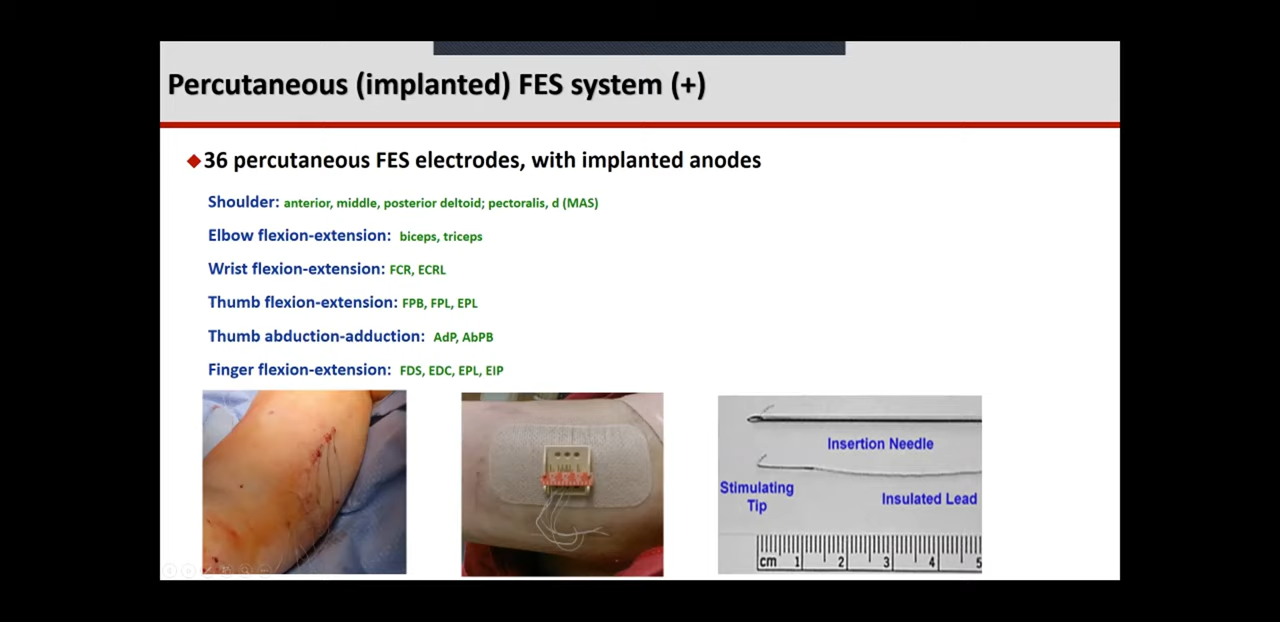 Percutaneous (implanted) FES system (+)
36 percutaneous FES electrodes, with implanted anodes
Shoulder: anterior, middle, posterior deltoid; pectoralis, d (MAS)
Elbow flexion-extension: biceps, triceps
Wrist flexion-extension: FCR, ECRL
Thumb flexion-extension: FPB, FPL, EPL
Thumb abduction-adduction: AdP, AbPB
Finger flexion-extension: FDS, EDC, EPL, EIP
Insertion Needle
Stimulating
Tip
Insulated Lead
cm 1 2 3 4 5